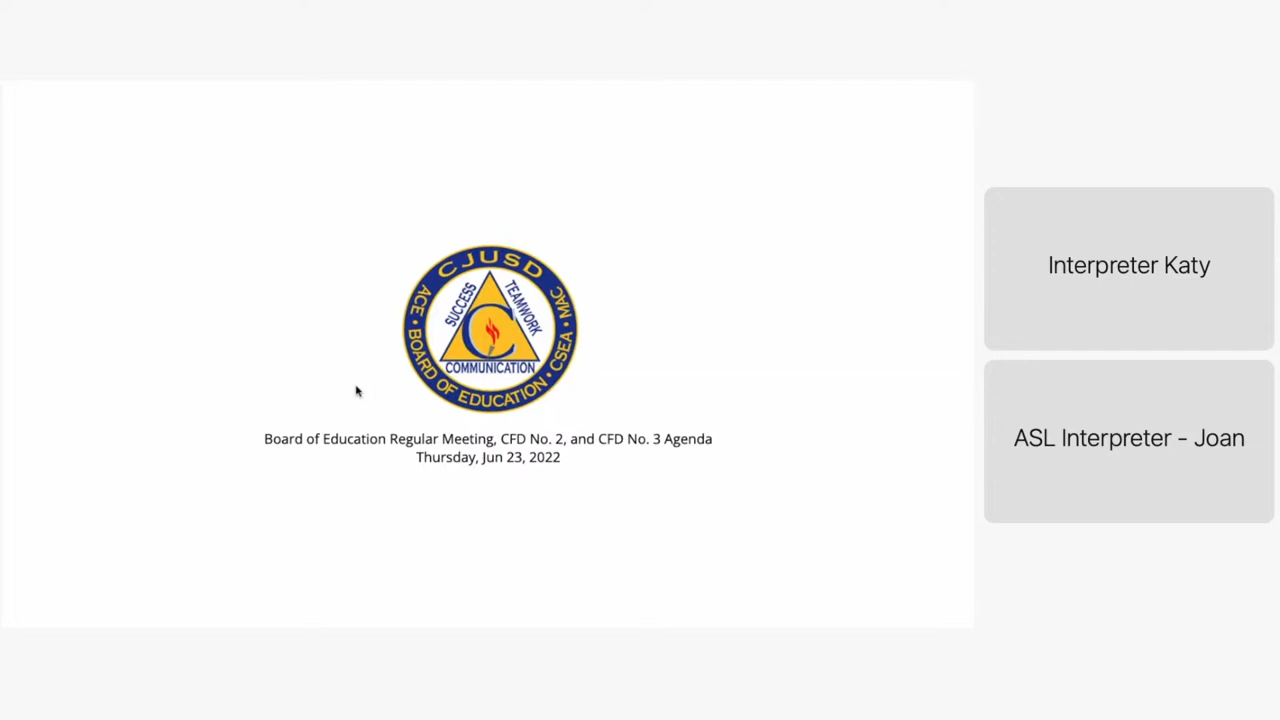 CJUSD
ACE • BOARD OF EDUCATION • CSEA • MAC
SUCCESS
TEAMWORK
C
COMMUNICATION
Board of Education Regular Meeting, CFD No. 2, and CFD No. 3 Agenda
Thursday, Jun 23, 2022
Interpreter Katy
ASL Interpreter - Joan